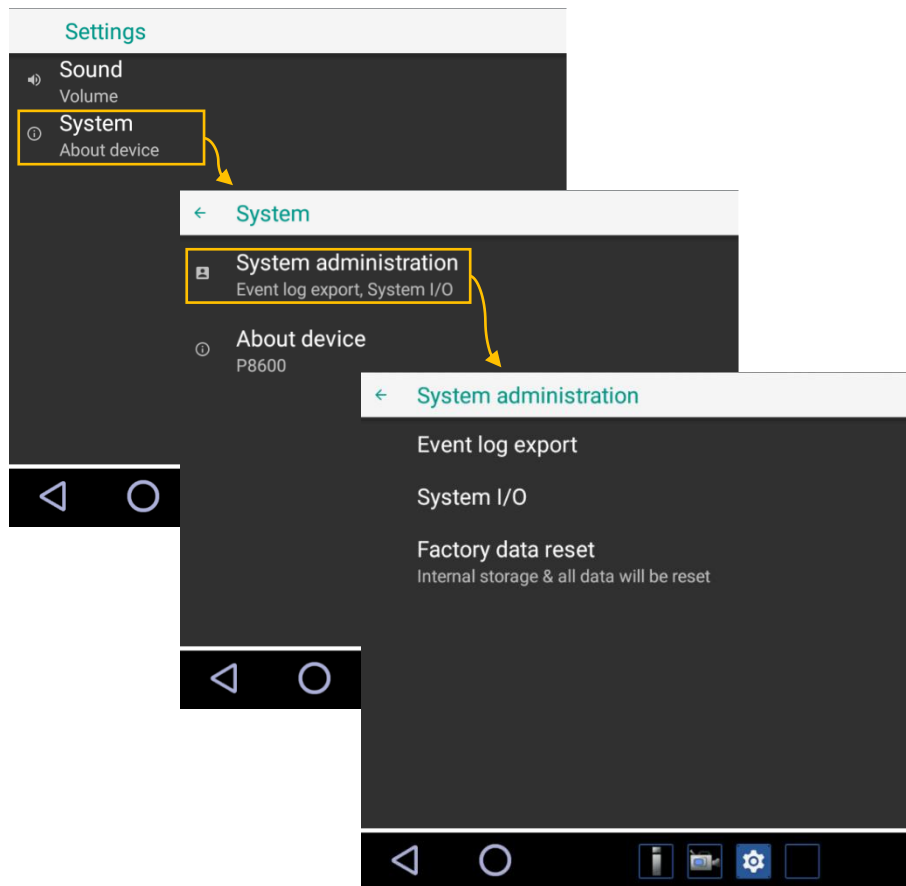 Settings
Sound
Volume
System
About device
System
System administration
Event log export, System I/O
About device
P8600
System administration
Event log export
System I/O
Factory data reset
Internal storage & all data will be reset